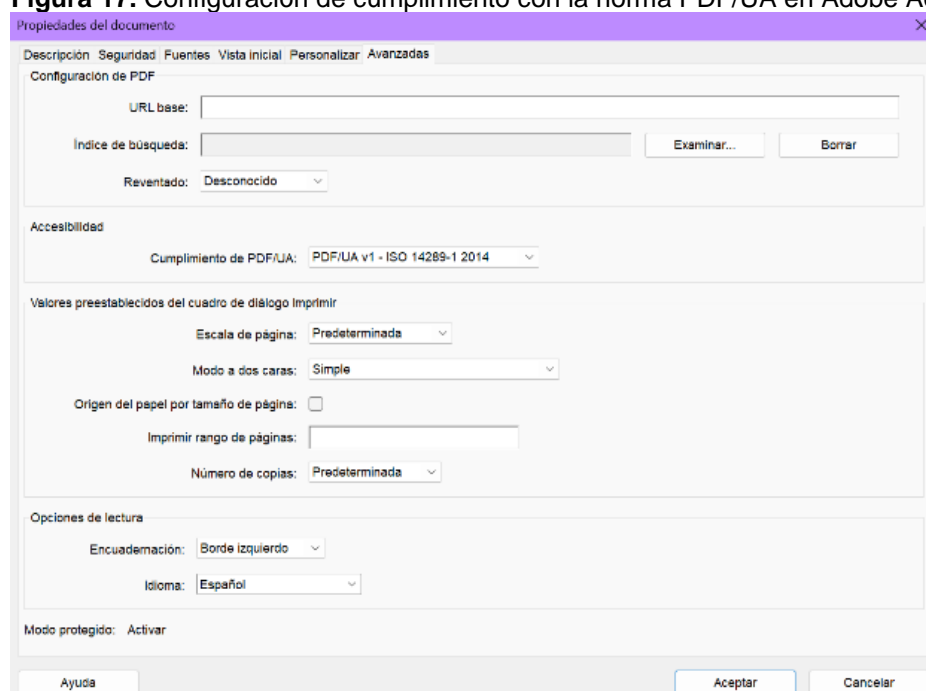 Figura 17. Configuración de cumplimiento con la norma PDF/UA en Adobe
Propiedades del documento
Descripción Seguridad Fuentes Vista inicial Personalizar Avanzadas
Configuración de PDF
URL base:
Índice de búsqueda: Examinar... Borrar
Reventado: Desconocido
Accesibilidad
Cumplimiento de PDF/UA: PDF/UA v1 - ISO 14289-1 2014
Valores preestablecidos del cuadro de diálogo Imprimir
Escala de página: Predeterminada
Modo a dos caras: Simple
Origen del papel por tamaño de página:
Imprimir rango de páginas:
Número de copias: Predeterminada
Opciones de lectura
Encuadernación: Borde izquierdo
Idioma: Español
Modo protegido: Activar
Ayuda Aceptar Cancelar